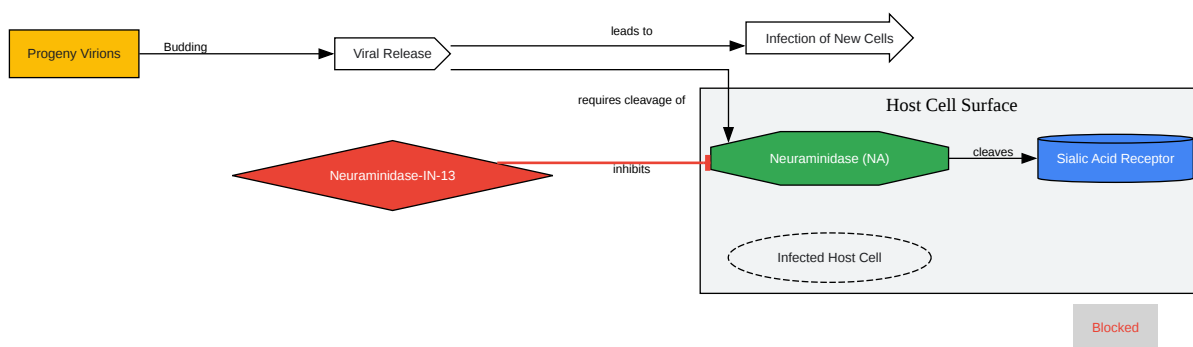 Progeny Virions
Budding
Viral Release
leads to
Infection of New Cells
requires cleavage of
Host Cell Surface
Neuraminidase-IN-13
inhibits
Neuraminidase (NA)
cleaves
Sialic Acid Receptor
Infected Host Cell
Blocked